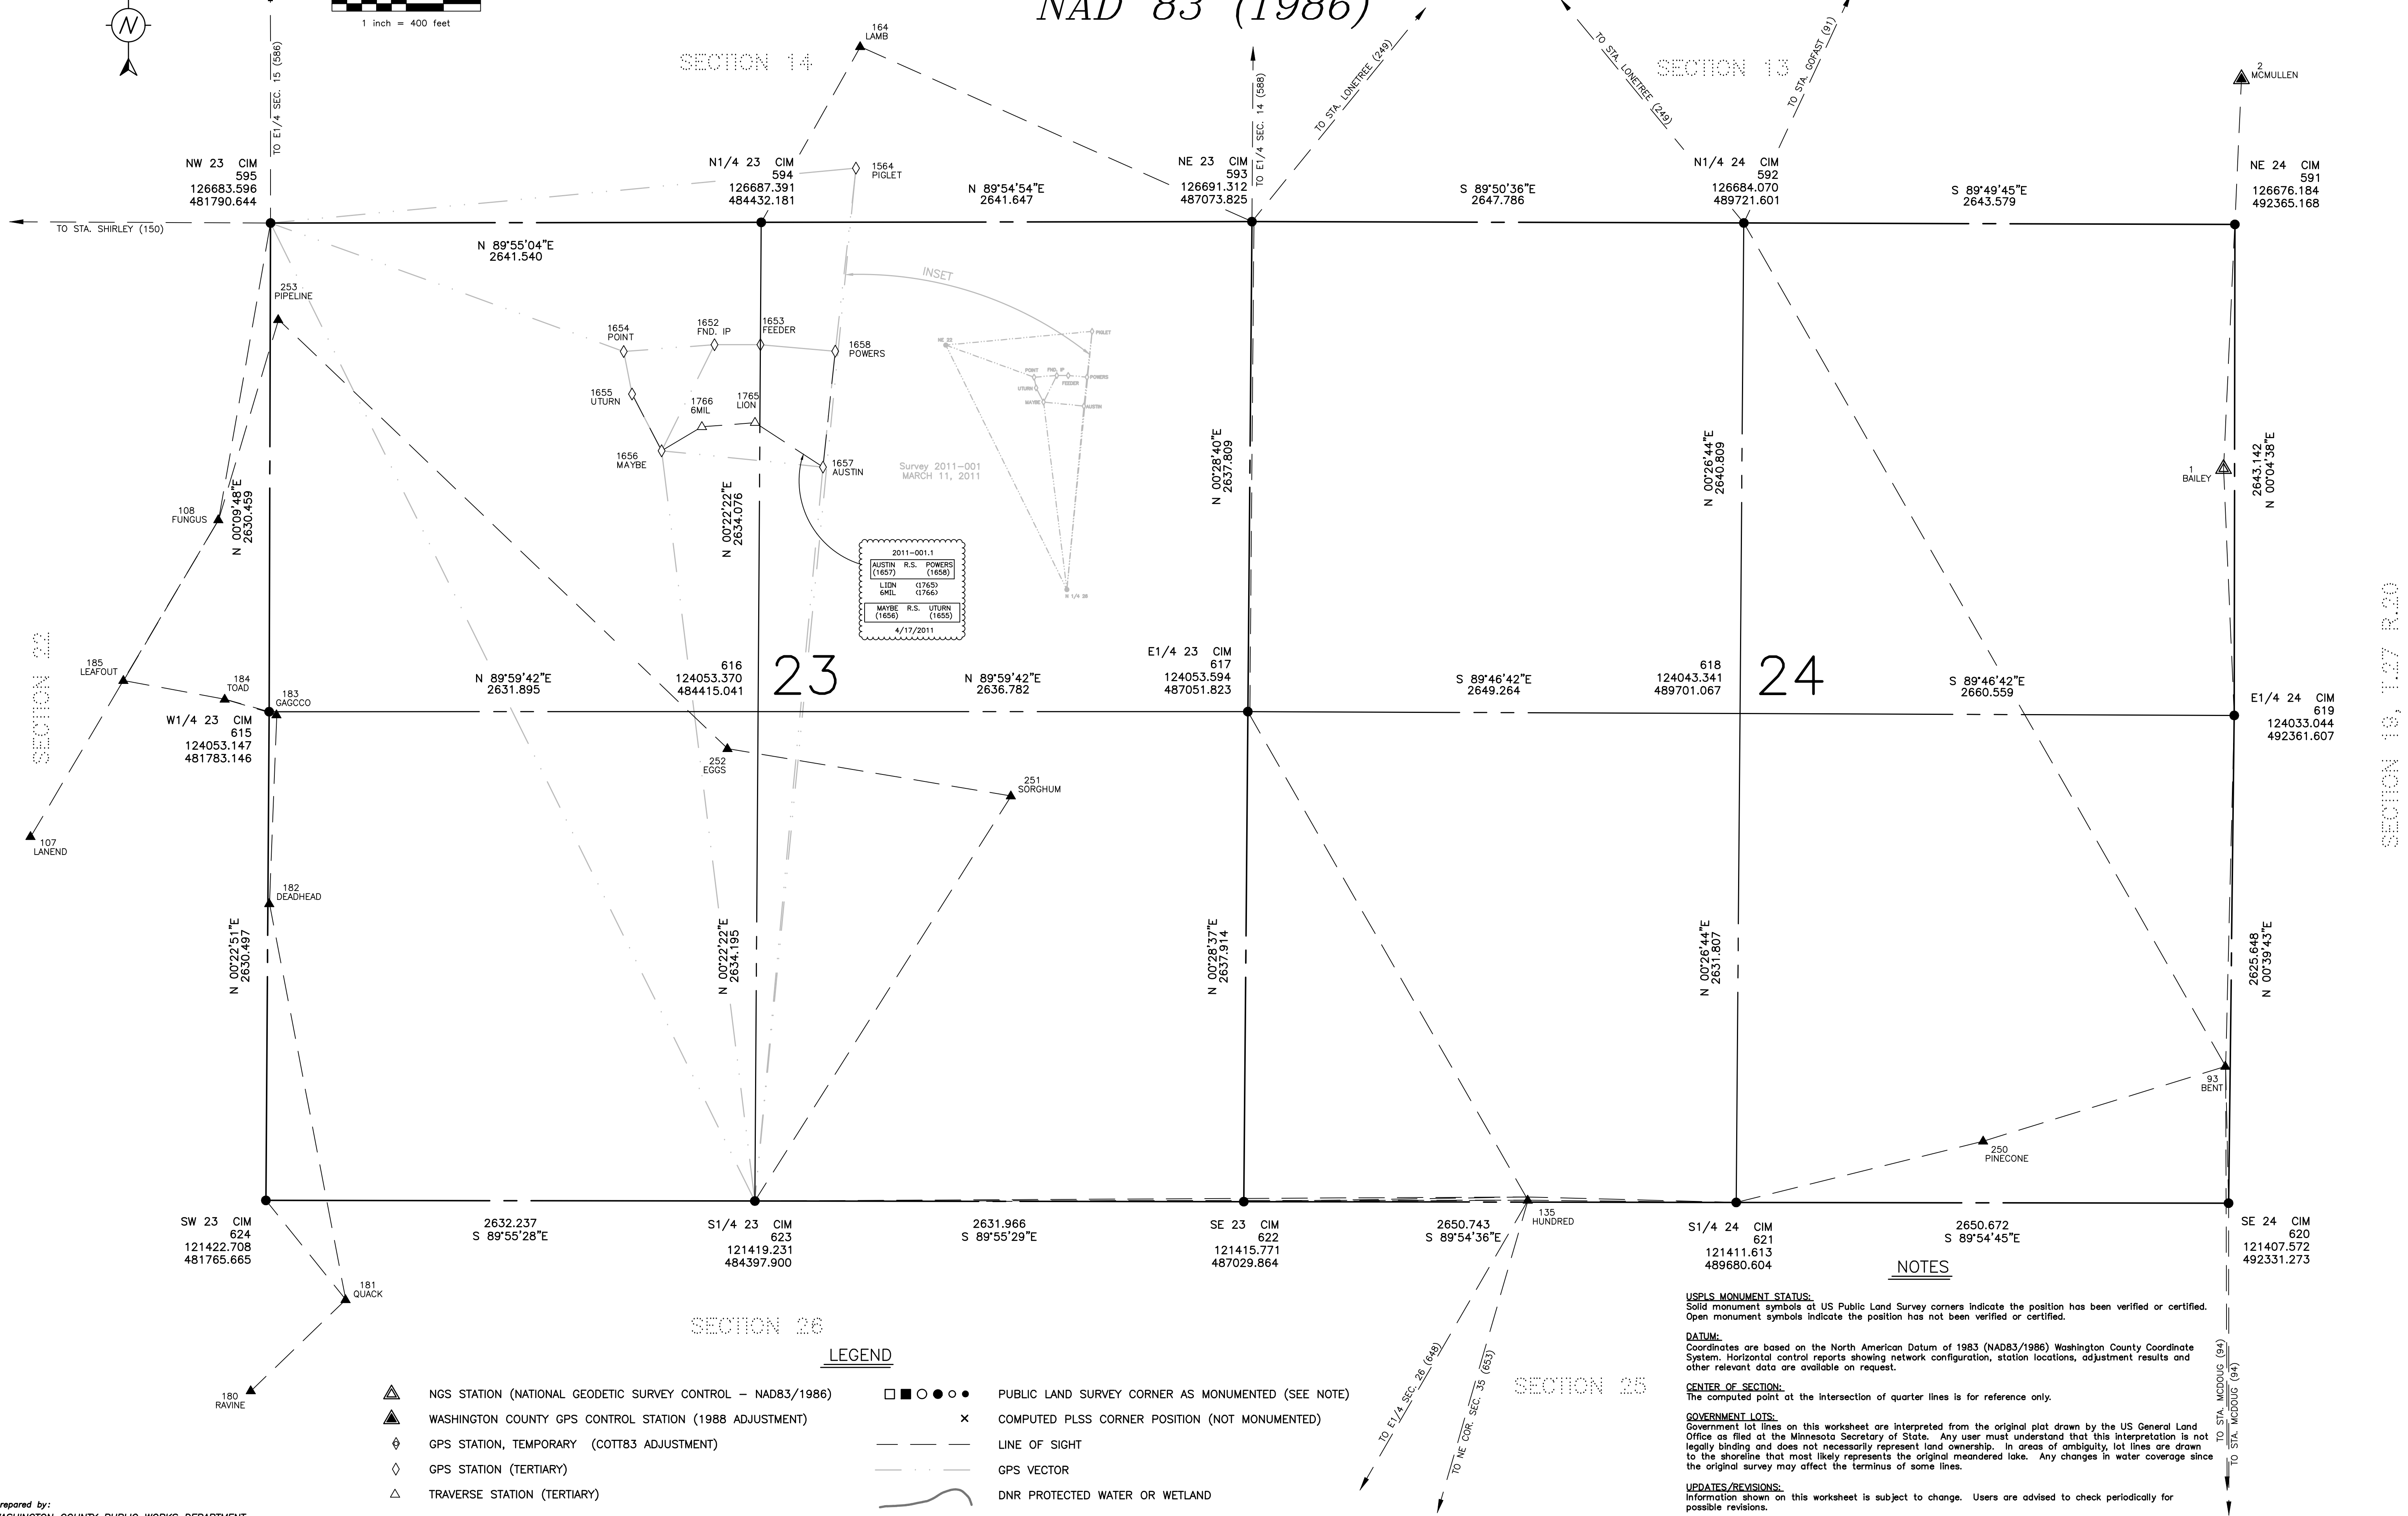 NAD 83 (1986)
N
1 inch = 400 feet
TO E1/4 SEC. 15 (586)
164
LAMB
SECTION 14
TO E1/4 SEC. 14 (588)
TO STA. LONETREE (249)
TO STA. LONETREE (249)
SECTION 13
TO STA. GOFAST (91)
2
MCMULLEN
NW 23 CIM
595
126683.596
481790.644
N1/4 23 CIM
594
126687.391
484432.181
1564
PIGLET
N 89°54'54"E
2641.647
NE 23 CIM
593
126691.312
487073.825
S 89°50'36"E
2647.786
N1/4 24 CIM
592
126684.070
489721.601
S 89°49'45"E
2643.579
NE 24 CIM
591
126676.184
492365.168
TO STA. SHIRLEY (150)
N 89°55'04"E
2641.540
INSET
253
PIPELINE
1654
POINT
1652
FND. IP
1653
FEEDER
1658
POWERS
1655
UTURN
1766
6MIL
1765
LION
1656
MAYBE
1657
AUSTIN
PIGLET
POINT
FND. IP
FEEDER
POWERS
UTURN
MAYBE
AUSTIN
Survey 2011-001
MARCH 11, 2011
108
FUNGUS
N 00°09'48"E
2630.459
N 00°22'22"E
2634.076
N 00°28'40"E
2637.809
N 00°26'44"E
2640.809
1
BAILEY
2643.142
N 00°04'38"E
2011-001.1
AUSTIN R.S. POWERS
(1657) (1658)
LION (1765)
6MIL (1766)
MAYBE R.S. UTURN
(1656) (1655)
4/17/2011
SECTION 22
185
LEAFOUT
184
TOAD
183
GAGCCO
N 89°59'42"E
2631.895
616
124053.370
484415.041
23
N 89°59'42"E
2636.782
E1/4 23 CIM
617
124053.594
487051.823
S 89°46'42"E
2649.264
618
124043.341
489701.067
24
S 89°46'42"E
2660.559
E1/4 24 CIM
619
124033.044
492361.607
SECTION 19, T.27 R.20
W1/4 23 CIM
615
124053.147
481783.146
252
EGGS
251
SORGHUM
107
LANEND
182
DEADHEAD
N 00°22'51"E
2630.497
N 00°22'22"E
2634.195
N 00°28'37"E
2637.914
N 00°26'44"E
2631.807
2625.648
N 00°39'43"E
93
BENT
250
PINECONE
SW 23 CIM
624
121422.708
481765.665
2632.237
S 89°55'28"E
S1/4 23 CIM
623
121419.231
484397.900
2631.966
S 89°55'29"E
SE 23 CIM
622
121415.771
487029.864
2650.743
S 89°54'36"E
135
HUNDRED
S1/4 24 CIM
621
121411.613
489680.604
2650.672
S 89°54'45"E
SE 24 CIM
620
121407.572
492331.273
181
QUACK
180
RAVINE
SECTION 26
SECTION 25
TO E1/4 SEC. 26 (648)
TO NE COR. SEC. 35 (653)
TO STA. MCDOUG (94)
TO STA. MCDOUG (94)
LEGEND
NGS STATION (NATIONAL GEODETIC SURVEY CONTROL - NAD83/1986)
WASHINGTON COUNTY GPS CONTROL STATION (1988 ADJUSTMENT)
GPS STATION, TEMPORARY (COTT83 ADJUSTMENT)
GPS STATION (TERTIARY)
TRAVERSE STATION (TERTIARY)
PUBLIC LAND SURVEY CORNER AS MONUMENTED (SEE NOTE)
COMPUTED PLSS CORNER POSITION (NOT MONUMENTED)
LINE OF SIGHT
GPS VECTOR
DNR PROTECTED WATER OR WETLAND
NOTES
USPLS MONUMENT STATUS:
Solid monument symbols at US Public Land Survey corners indicate the position has been verified or certified.
Open monument symbols indicate the position has not been verified or certified.
DATUM:
Coordinates are based on the North American Datum of 1983 (NAD83/1986) Washington County Coordinate
System. Horizontal control reports showing network configuration, station locations, adjustment results and
other relevant data are available on request.
CENTER OF SECTION:
The computed point at the intersection of quarter lines is for reference only.
GOVERNMENT LOTS:
Government lot lines on this worksheet are interpreted from the original plat drawn by the US General Land
Office as filed at the Minnesota Secretary of State. Any user must understand that this interpretation is not
legally binding and does not necessarily represent land ownership. In areas of ambiguity, lot lines are drawn
to the shoreline that most likely represents the original meandered lake. Any changes in water coverage since
the original survey may affect the terminus of some lines.
UPDATES/REVISIONS:
Information shown on this worksheet is subject to change. Users are advised to check periodically for
possible revisions.
repared by:
ASHINGTON COUNTY PUBLIC WORKS DEPARTMENT